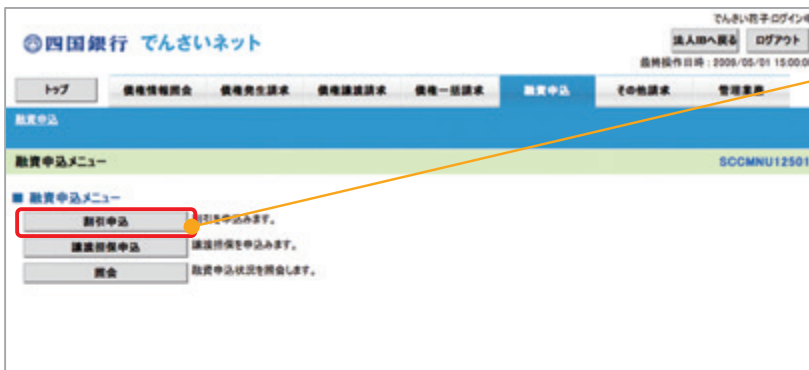 でんさい花子ログイン中
四国銀行 でんさいネット
法人IBへ戻る ログアウト
最終操作日時：2009/05/01 15:00:00
トップ 債権情報照会 債権発生請求 債権譲渡請求 債権一括請求 融資申込 その他請求 管理業務
融資申込
融資申込メニュー SCCMNU12501
■ 融資申込メニュー
割引申込 割引を申込みます。
譲渡担保申込 譲渡担保を申込みます。
照会 融資申込状況を照会します。